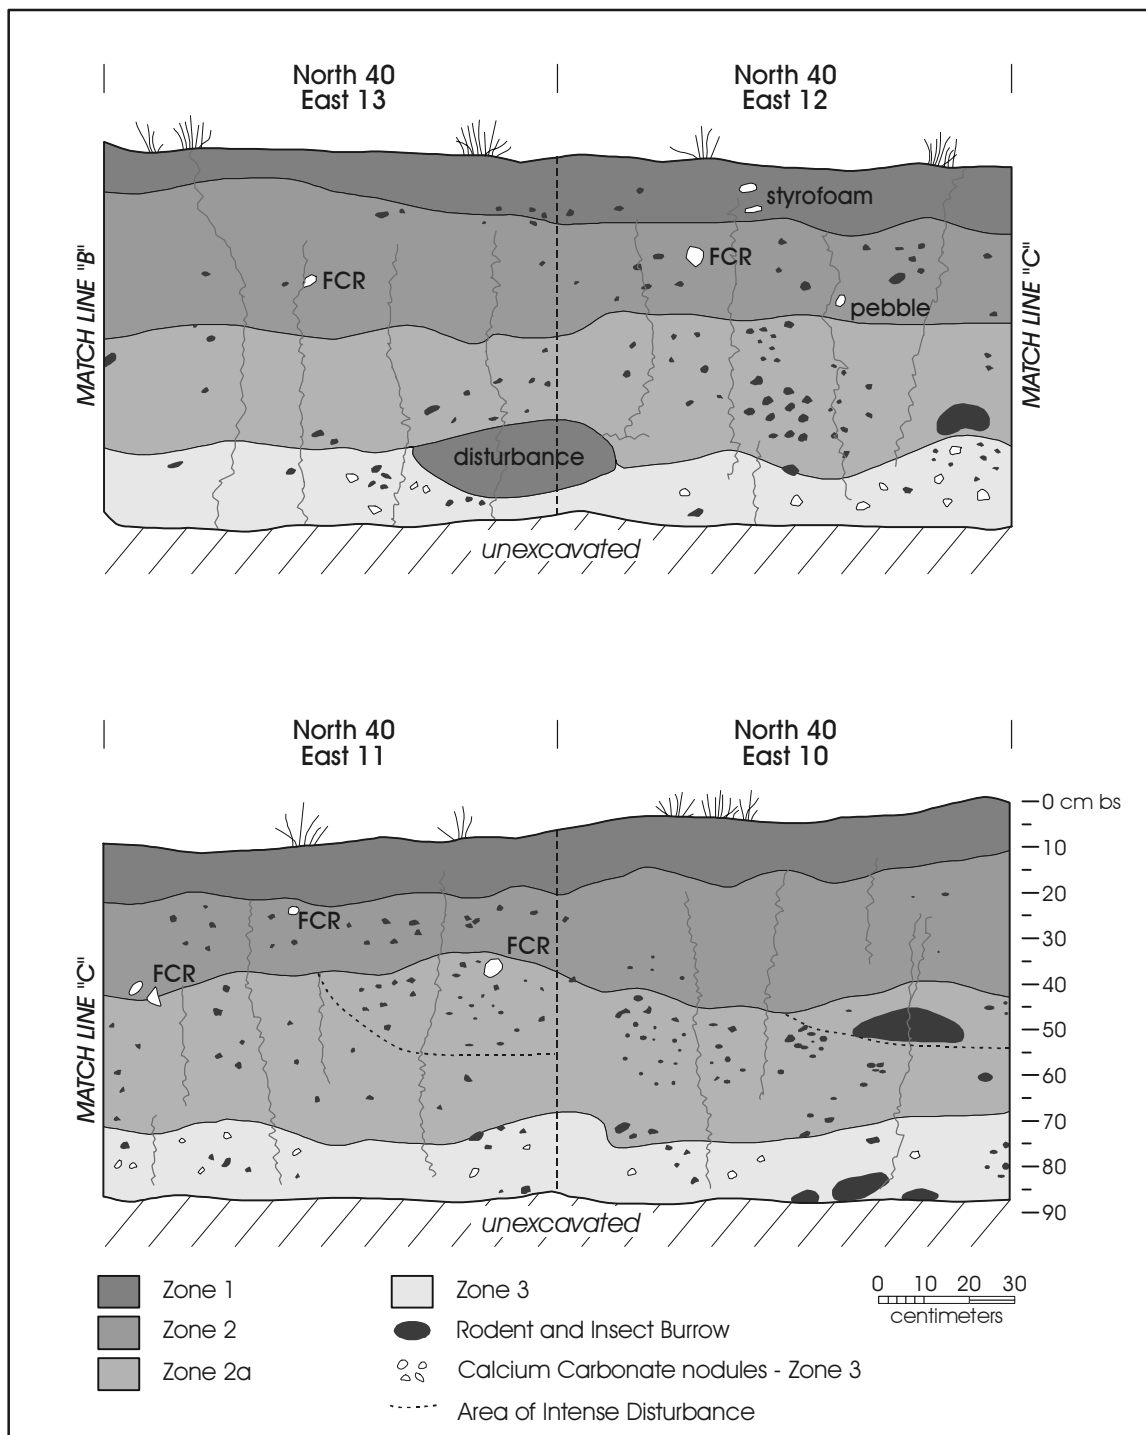 North 40
East 13
North 40
East 12
MATCH LINE "B"
MATCH LINE "C"
styrofoam
FCR
FCR
pebble
disturbance
unexcavated
North 40
East 11
North 40
East 10
MATCH LINE "C"
0 cm bs
10
20
30
40
50
60
70
80
90
FCR
FCR
FCR
unexcavated
Zone 1
Zone 2
Zone 2a
Zone 3
Rodent and Insect Burrow
Calcium Carbonate nodules - Zone 3
Area of Intense Disturbance
0 10 20 30
centimeters